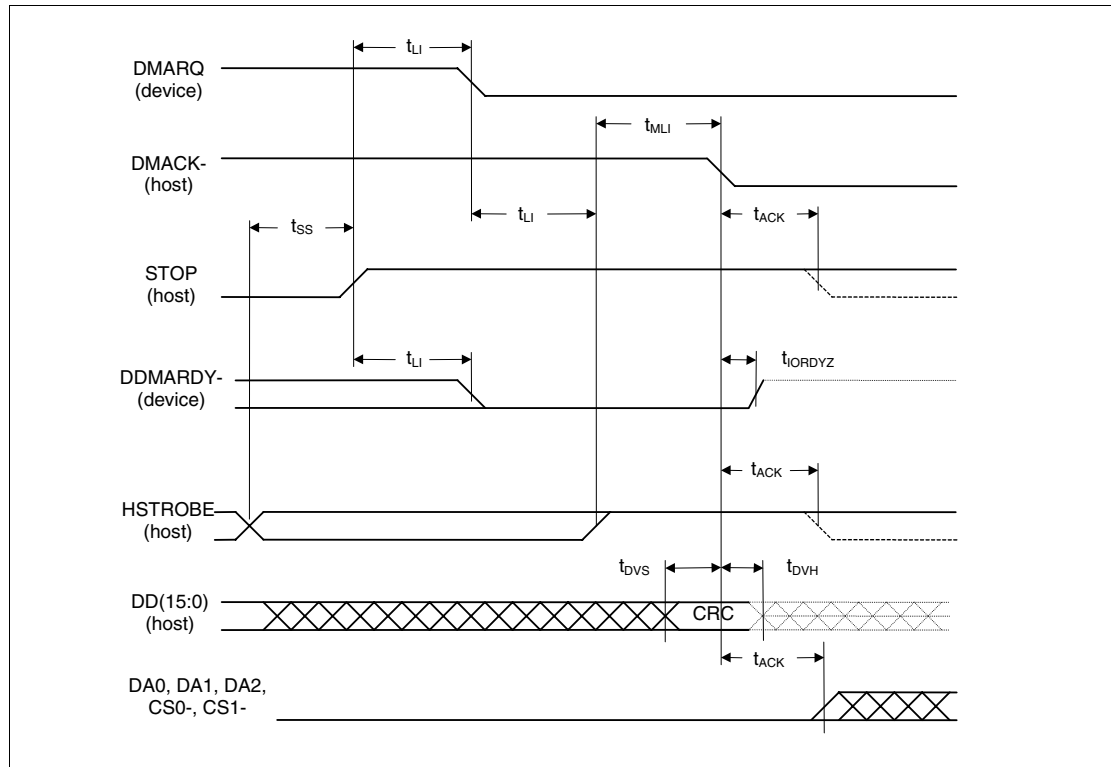 tLI
DMARQ
(device)
tMLI
DMACK-
(host)
tLI
tACK
tSS
STOP
(host)
tLI
tIORDYZ
DDMARDY-
(device)
tACK
HSTROBE
(host)
tDVS
tDVH
DD(15:0)
(host)
CRC
tACK
DA0, DA1, DA2,
CS0-, CS1-